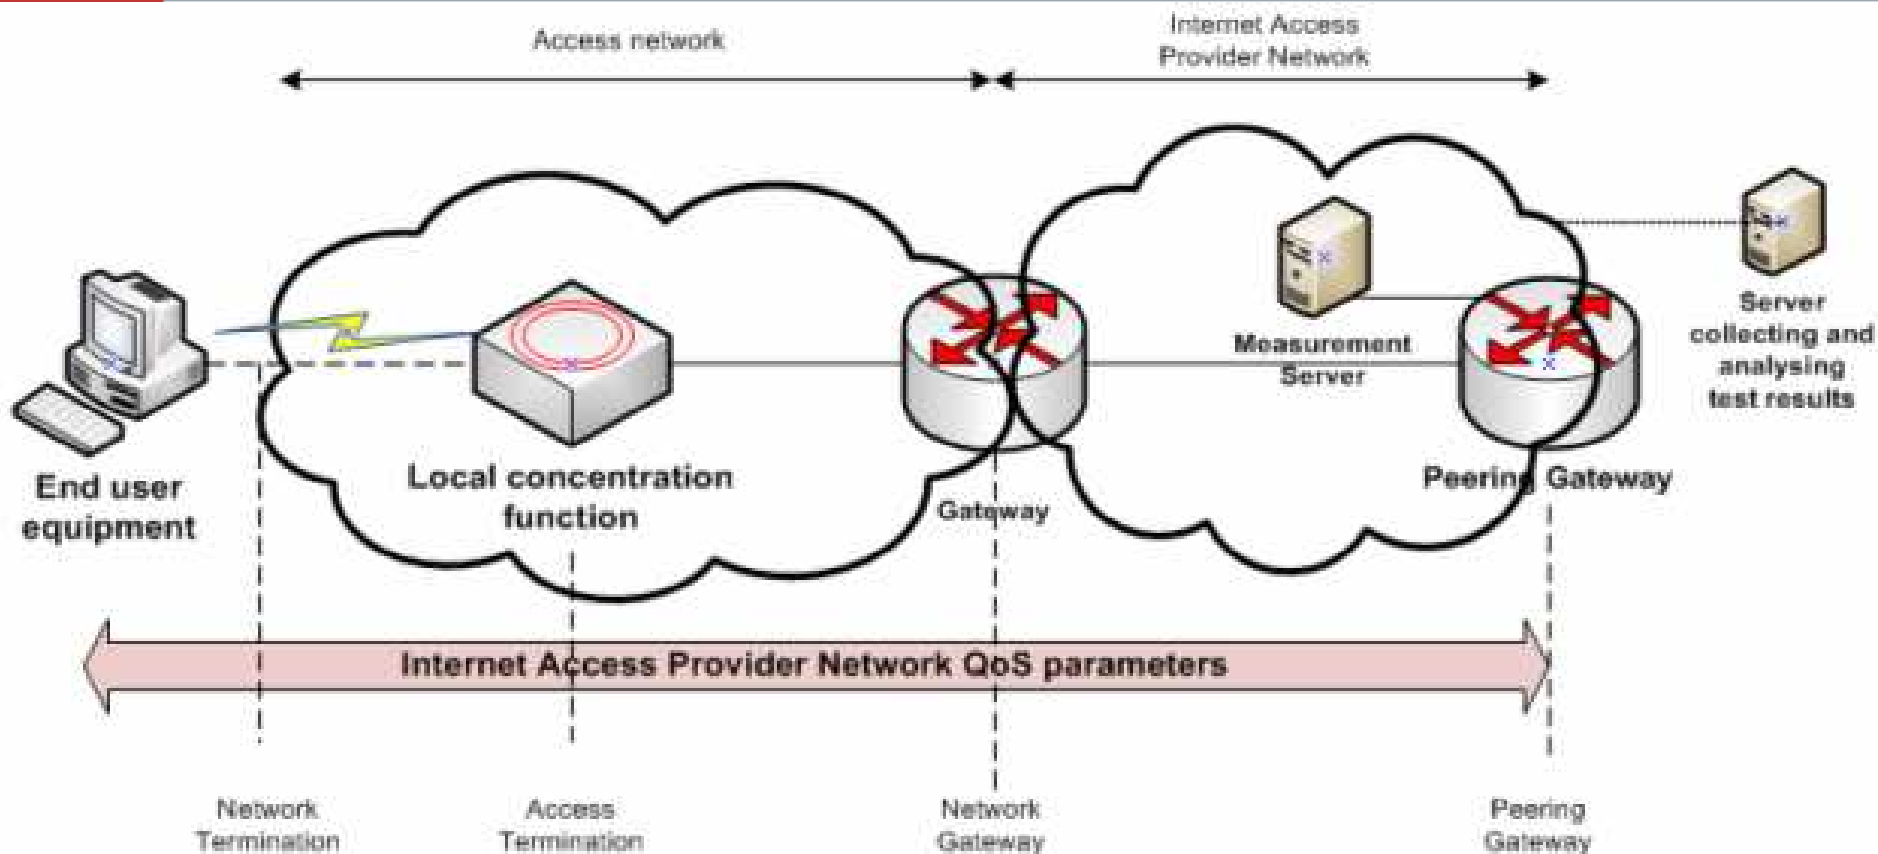 Access network
Internet Access
Provider Network
End user
equipment
Local concentration
function
Gateway
Measurement
Server
Peering Gateway
Server
collecting and
analysing
test results
Internet Access Provider Network QoS parameters
Network
Termination
Access
Termination
Network
Gateway
Peering
Gateway